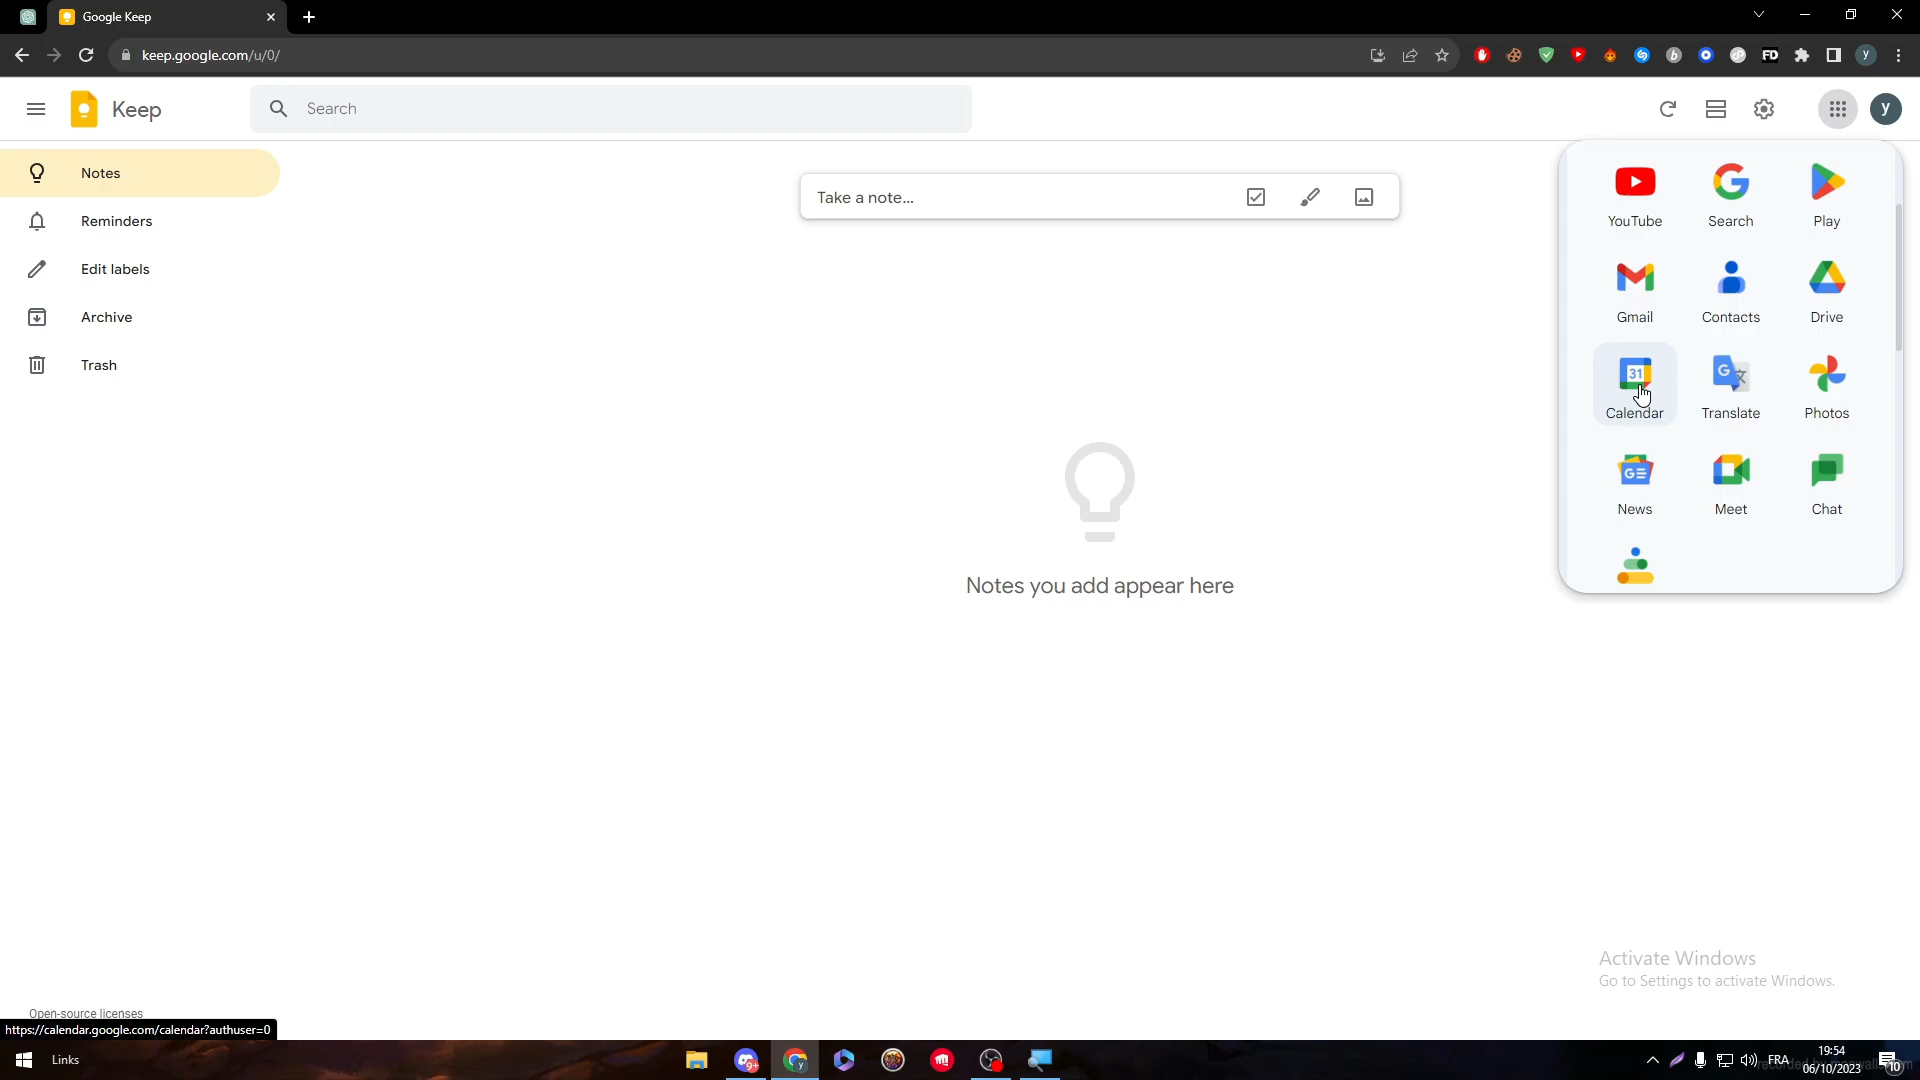 Google Keep
keep.google.com/u/0/
FD
y
Keep
Search
y
Notes
Reminders
Edit labels
Archive
Trash
Take a note...
Notes you add appear here
YouTube
Search
Play
Gmail
Contacts
Drive
31
Calendar
Translate
Photos
News
Meet
Chat
Activate Windows
Go to Settings to activate Windows.
Open-source licenses
https://calendar.google.com/calendar?authuser=0
Links
FRA
19:54
06/10/2023
10